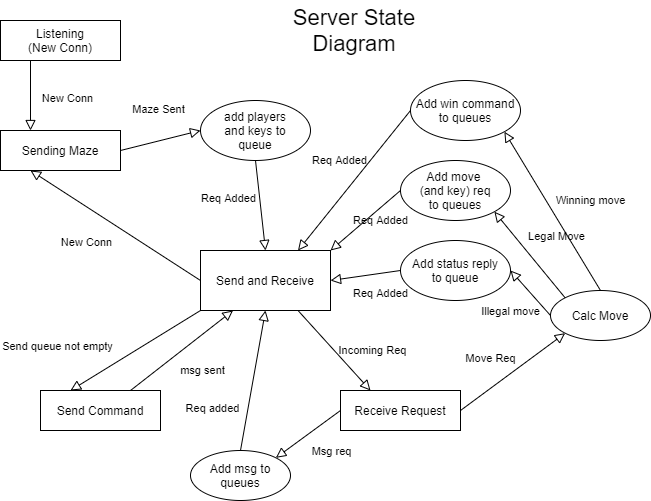 Server State
Diagram
Listening
(New Conn)
New Conn
Sending Maze
Maze Sent
add players
and keys to
queue
Add win command
to queues
Req Added
Add move
(and key) req
to queues
Req Added
Winning move
Req Added
New Conn
Legal Move
Send and Receive
Add status reply
to queue
Req Added
Illegal move
Calc Move
Send queue not empty
msg sent
Incoming Req
Move Req
Send Command
Req added
Receive Request
Msg req
Add msg to
queues